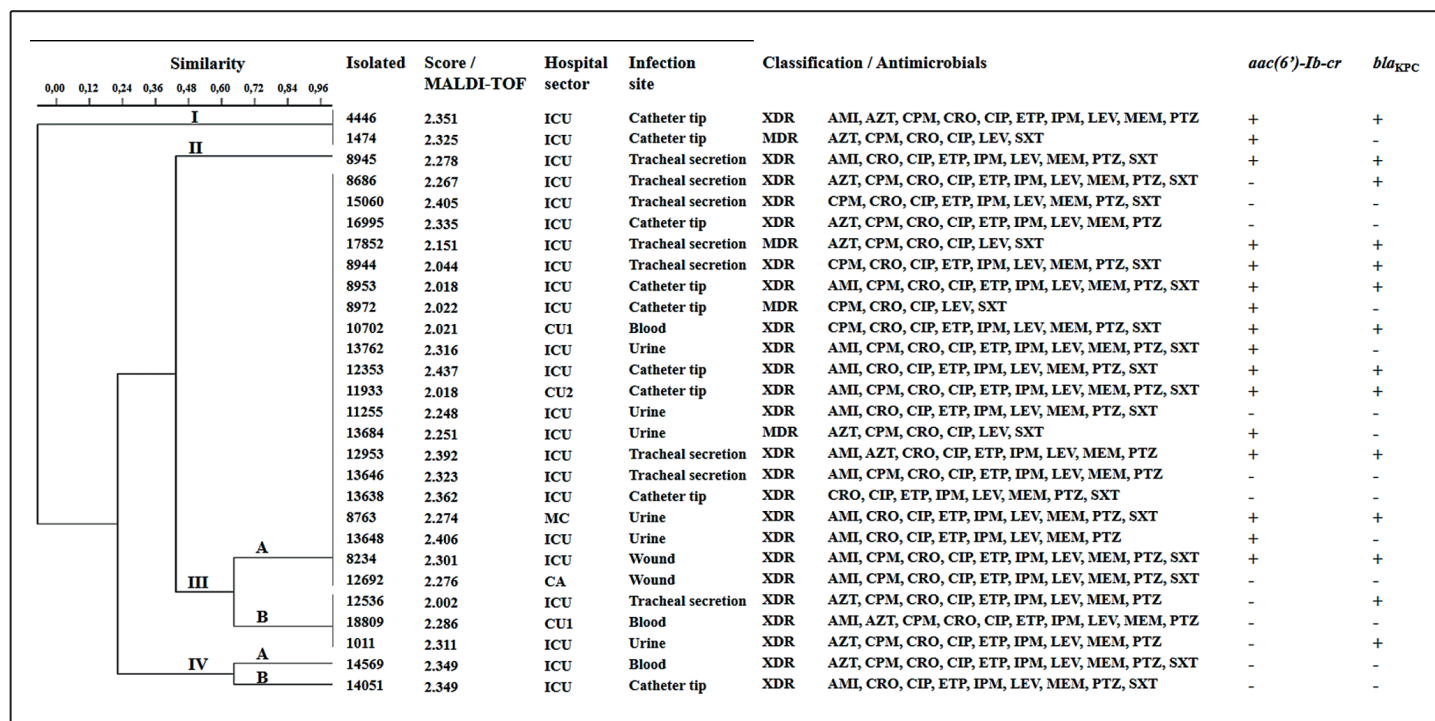 Similarity Isolated Score / Hospital Infection Classification / Antimicrobials aac(6’)-Ib-cr blaKPC
MALDI-TOF sector site
0,00 0,12 0,24 0,36 0,48 0,60 0,72 0,84 0,96
I 4446 2.351 ICU Catheter tip XDR AMI, AZT, CPM, CRO, CIP, ETP, IPM, LEV, MEM, PTZ + +
1474 2.325 ICU Catheter tip MDR AZT, CPM, CRO, CIP, LEV, SXT + -
II 8945 2.278 ICU Tracheal secretion XDR AMI, CRO, CIP, ETP, IPM, LEV, MEM, PTZ, SXT + +
8686 2.267 ICU Tracheal secretion XDR AZT, CPM, CRO, CIP, ETP, IPM, LEV, MEM, PTZ, SXT - +
15060 2.405 ICU Tracheal secretion XDR CPM, CRO, CIP, ETP, IPM, LEV, MEM, PTZ, SXT - -
16995 2.335 ICU Catheter tip XDR AZT, CPM, CRO, CIP, ETP, IPM, LEV, MEM, PTZ - -
17852 2.151 ICU Tracheal secretion MDR AZT, CPM, CRO, CIP, LEV, SXT + +
8944 2.044 ICU Tracheal secretion XDR CPM, CRO, CIP, ETP, IPM, LEV, MEM, PTZ, SXT + +
8953 2.018 ICU Catheter tip XDR AMI, CPM, CRO, CIP, ETP, IPM, LEV, MEM, PTZ, SXT + +
8972 2.022 ICU Catheter tip MDR CPM, CRO, CIP, LEV, SXT + -
10702 2.021 CU1 Blood XDR CPM, CRO, CIP, ETP, IPM, LEV, MEM, PTZ, SXT + +
13762 2.316 ICU Urine XDR AMI, CPM, CRO, CIP, ETP, IPM, LEV, MEM, PTZ, SXT + -
12353 2.437 ICU Catheter tip XDR AMI, CRO, CIP, ETP, IPM, LEV, MEM, PTZ, SXT + +
11933 2.018 CU2 Catheter tip XDR AMI, CPM, CRO, CIP, ETP, IPM, LEV, MEM, PTZ, SXT + +
11255 2.248 ICU Urine XDR AMI, CRO, CIP, ETP, IPM, LEV, MEM, PTZ, SXT - -
13684 2.251 ICU Urine MDR AZT, CPM, CRO, CIP, LEV, SXT + -
12953 2.392 ICU Tracheal secretion XDR AMI, AZT, CRO, CIP, ETP, IPM, LEV, MEM, PTZ + +
13646 2.323 ICU Tracheal secretion XDR AMI, CPM, CRO, CIP, ETP, IPM, LEV, MEM, PTZ - -
13638 2.362 ICU Catheter tip XDR CRO, CIP, ETP, IPM, LEV, MEM, PTZ, SXT - -
8763 2.274 MC Urine XDR AMI, CRO, CIP, ETP, IPM, LEV, MEM, PTZ, SXT + +
13648 2.406 ICU Urine XDR AMI, CRO, CIP, ETP, IPM, LEV, MEM, PTZ + -
A 8234 2.301 ICU Wound XDR AMI, CPM, CRO, CIP, ETP, IPM, LEV, MEM, PTZ, SXT + +
III 12692 2.276 CA Wound XDR AMI, CPM, CRO, CIP, ETP, IPM, LEV, MEM, PTZ, SXT - -
12536 2.002 ICU Tracheal secretion XDR AZT, CPM, CRO, CIP, ETP, IPM, LEV, MEM, PTZ - +
B 18809 2.286 CU1 Blood XDR AMI, AZT, CPM, CRO, CIP, ETP, IPM, LEV, MEM, PTZ - -
1011 2.311 ICU Urine XDR AZT, CPM, CRO, CIP, ETP, IPM, LEV, MEM, PTZ - +
IV A 14569 2.349 ICU Blood XDR AZT, CPM, CRO, CIP, ETP, IPM, LEV, MEM, PTZ, SXT - -
B 14051 2.349 ICU Catheter tip XDR AMI, CRO, CIP, ETP, IPM, LEV, MEM, PTZ, SXT - -